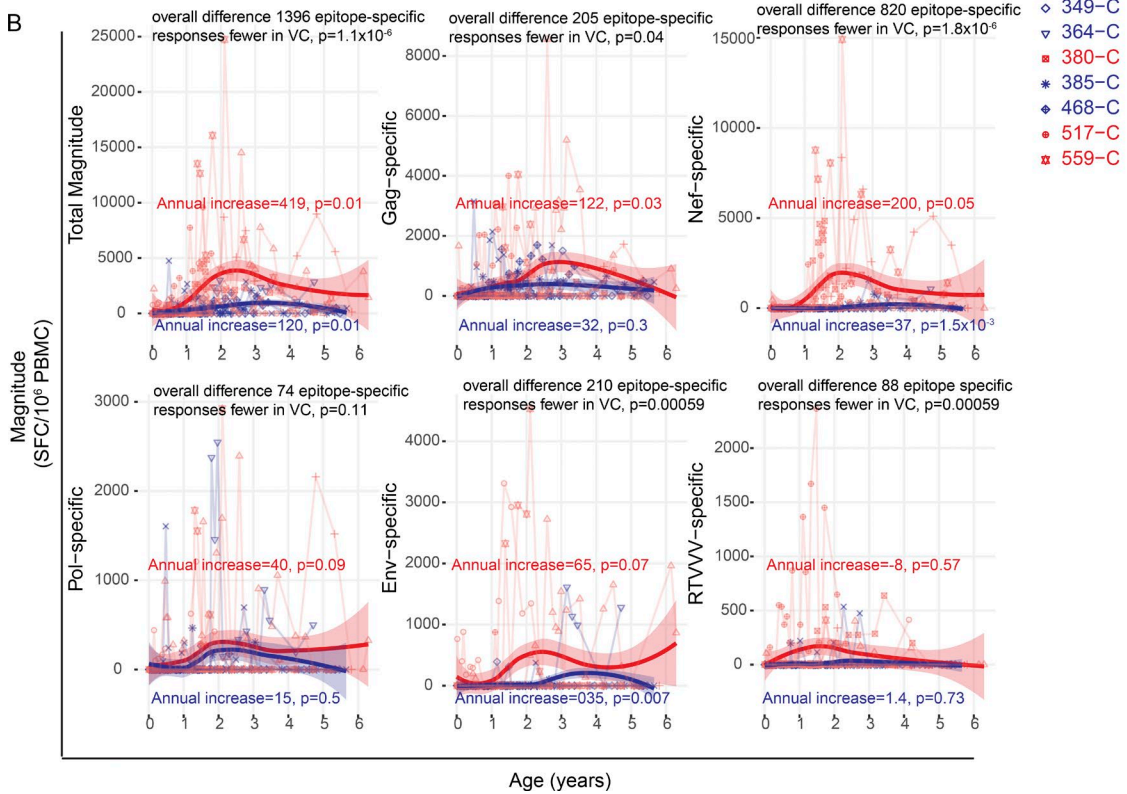 B
overall difference 1396 epitope-specific
responses fewer in VC, p=1.1x10⁻⁶
25000
20000
15000
10000
5000
0
Total Magnitude
Annual increase=419, p=0.01
Annual increase=120, p=0.01
0 1 2 3 4 5 6
overall difference 205 epitope-specific
responses fewer in VC, p=0.04
8000
6000
4000
2000
0
Gag−specific
Annual increase=122, p=0.03
Annual increase=32, p=0.3
0 1 2 3 4 5 6
overall difference 820 epitope-specific
responses fewer in VC, p=1.8x10⁻⁶
15000
10000
5000
0
Nef−specific
Annual increase=200, p=0.05
Annual increase=37, p=1.5x10⁻³
0 1 2 3 4 5 6
349−C
364−C
380−C
385−C
468−C
517−C
559−C
Magnitude
(SFC/10⁶ PBMC)
overall difference 74 epitope-specific
responses fewer in VC, p=0.11
3000
2000
1000
0
Pol−specific
Annual increase=40, p=0.09
Annual increase=15, p=0.5
0 1 2 3 4 5 6
overall difference 210 epitope-specific
responses fewer in VC, p=0.00059
4000
3000
2000
1000
0
Env−specific
Annual increase=65, p=0.07
Annual increase=035, p=0.007
0 1 2 3 4 5 6
overall difference 88 epitope specific
responses fewer in VC, p=0.00059
2000
1500
1000
500
0
RTVVV−specific
Annual increase=-8, p=0.57
Annual increase=1.4, p=0.73
0 1 2 3 4 5 6
Age (years)